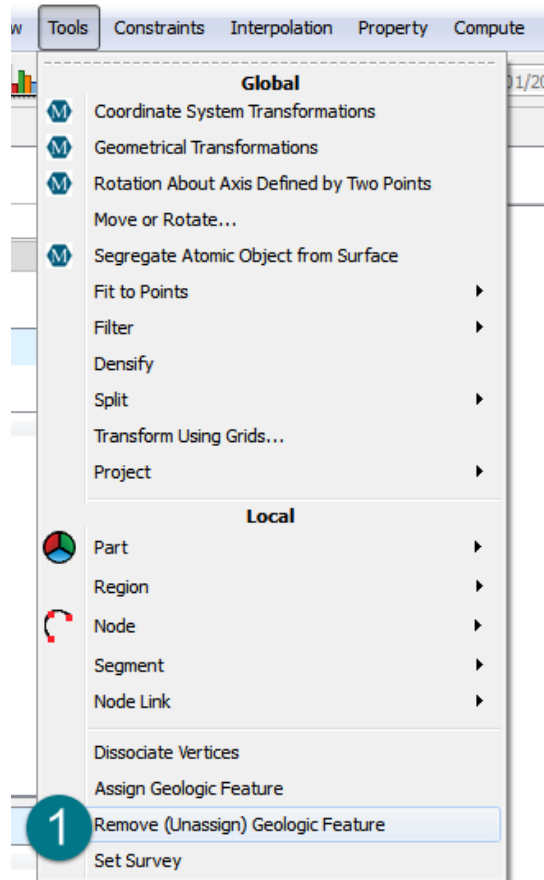 w Tools Constraints Interpolation Property Compute
01/20
Global
M Coordinate System Transformations
M Geometrical Transformations
M Rotation About Axis Defined by Two Points
Move or Rotate...
M Segregate Atomic Object from Surface
Fit to Points
Filter
Densify
Split
Transform Using Grids...
Project
Local
Part
Region
Node
Segment
Node Link
Dissociate Vertices
Assign Geologic Feature
1 Remove (Unassign) Geologic Feature
Set Survey